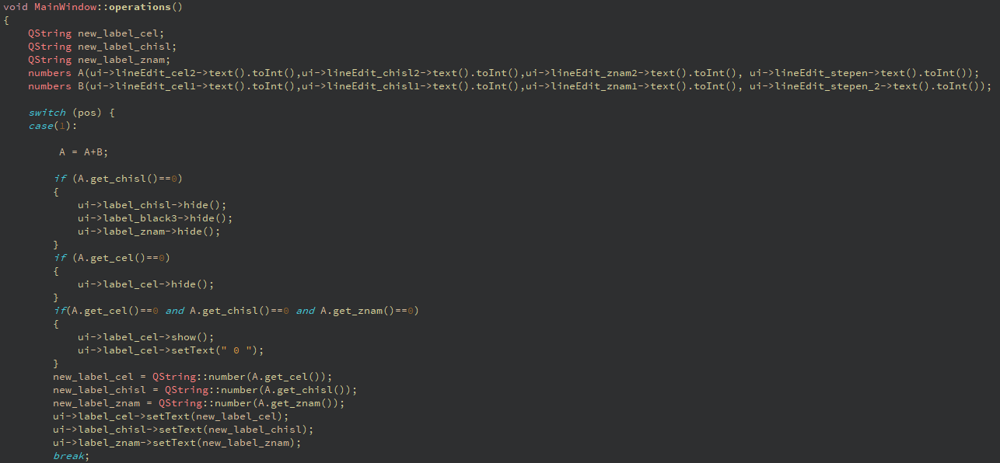 void MainWindow::operations()
{
    QString new_label_cel;
    QString new_label_chisl;
    QString new_label_znam;
    numbers A(ui->lineEdit_cel2->text().toInt(),ui->lineEdit_chisl2->text().toInt(),ui->lineEdit_znam2->text().toInt(), ui->lineEdit_stepen->text().toInt());
    numbers B(ui->lineEdit_cel1->text().toInt(),ui->lineEdit_chisl1->text().toInt(),ui->lineEdit_znam1->text().toInt(), ui->lineEdit_stepen_2->text().toInt());
    switch (pos) {
    case(1):
         A = A+B;
        if (A.get_chisl()==0)
        {
            ui->label_chisl->hide();
            ui->label_black3->hide();
            ui->label_znam->hide();
        }
        if (A.get_cel()==0)
        {
            ui->label_cel->hide();
        }
        if(A.get_cel()==0 and A.get_chisl()==0 and A.get_znam()==0)
        {
            ui->label_cel->show();
            ui->label_cel->setText(" 0 ");
        }
        new_label_cel = QString::number(A.get_cel());
        new_label_chisl = QString::number(A.get_chisl());
        new_label_znam = QString::number(A.get_znam());
        ui->label_cel->setText(new_label_cel);
        ui->label_chisl->setText(new_label_chisl);
        ui->label_znam->setText(new_label_znam);
        break;